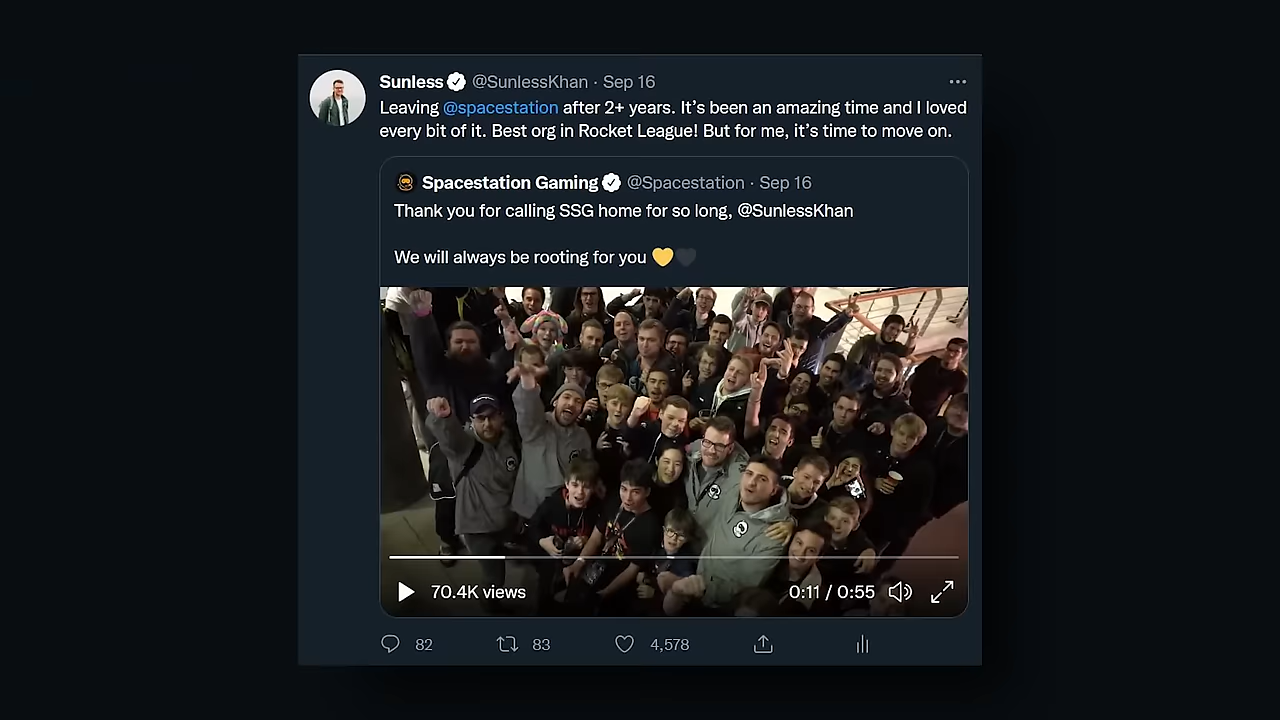 Sunless @SunlessKhan · Sep 16
Leaving @spacestation after 2+ years. It's been an amazing time and I loved
every bit of it. Best org in Rocket League! But for me, it's time to move on.
Spacestation Gaming @Spacestation · Sep 16
Thank you for calling SSG home for so long, @SunlessKhan
We will always be rooting for you 💛🖤
70.4K views
0:11 / 0:55
82
83
4,578